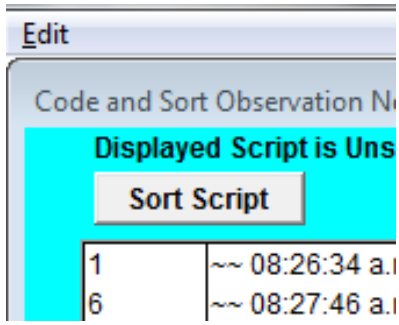 Edit
Code and Sort Observation
Displayed Script is
Sort Script
1 ~~ 08:26:34
6 ~~ 08:27:46